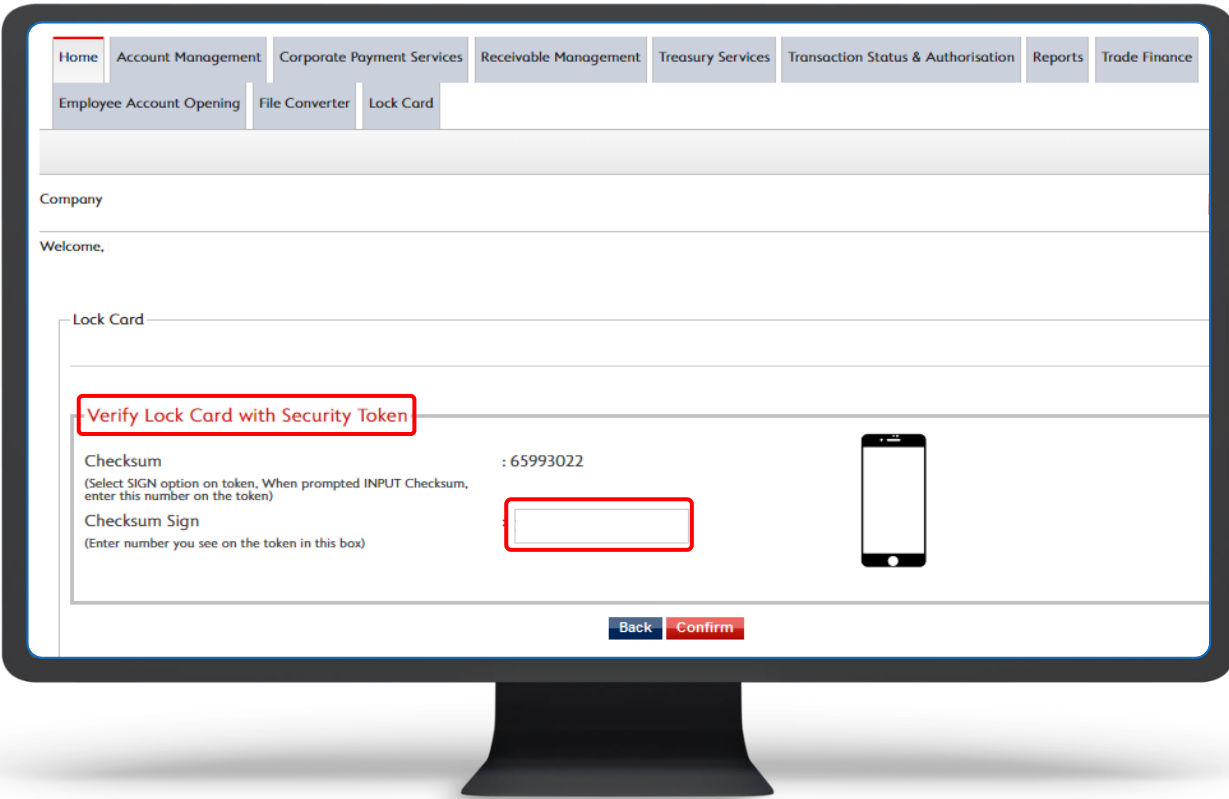 Home Account Management Corporate Payment Services Receivable Management Treasury Services Transaction Status & Authorisation Reports Trade Finance
Employee Account Opening File Converter Lock Card
Company
Welcome,
Lock Card
Verify Lock Card with Security Token
Checksum : 65993022
(Select SIGN option on token, When prompted INPUT Checksum,
enter this number on the token)
Checksum Sign :
(Enter number you see on the token in this box)
Back Confirm